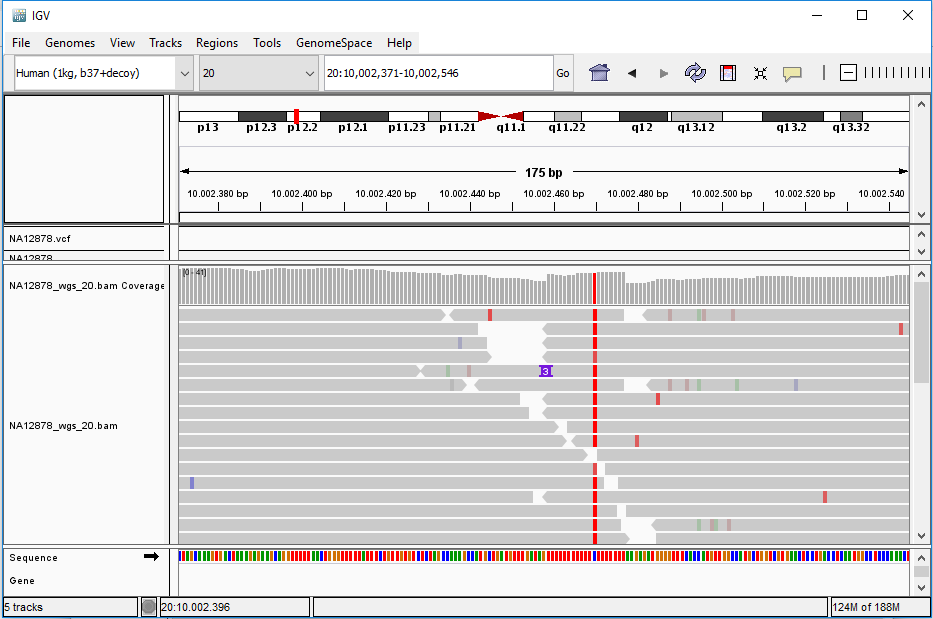 IGV
File Genomes View Tracks Regions Tools GenomeSpace Help
Human (1kg, b37+decoy) 20 20:10,002,371-10,002,546 Go
p13 p12.3 p12.2 p12.1 p11.23 p11.21 q11.1 q11.22 q12 q13.12 q13.2 q13.32
175 bp
10.002.380 bp 10.002.400 bp 10.002.420 bp 10.002.440 bp 10.002.460 bp 10.002.480 bp 10.002.500 bp 10.002.520 bp 10.002.540
NA12878.vcf
NA12878
[0 - 41]
NA12878_wgs_20.bam Coverage
3
NA12878_wgs_20.bam
Sequence
Gene
5 tracks 20:10.002.396 124M of 188M